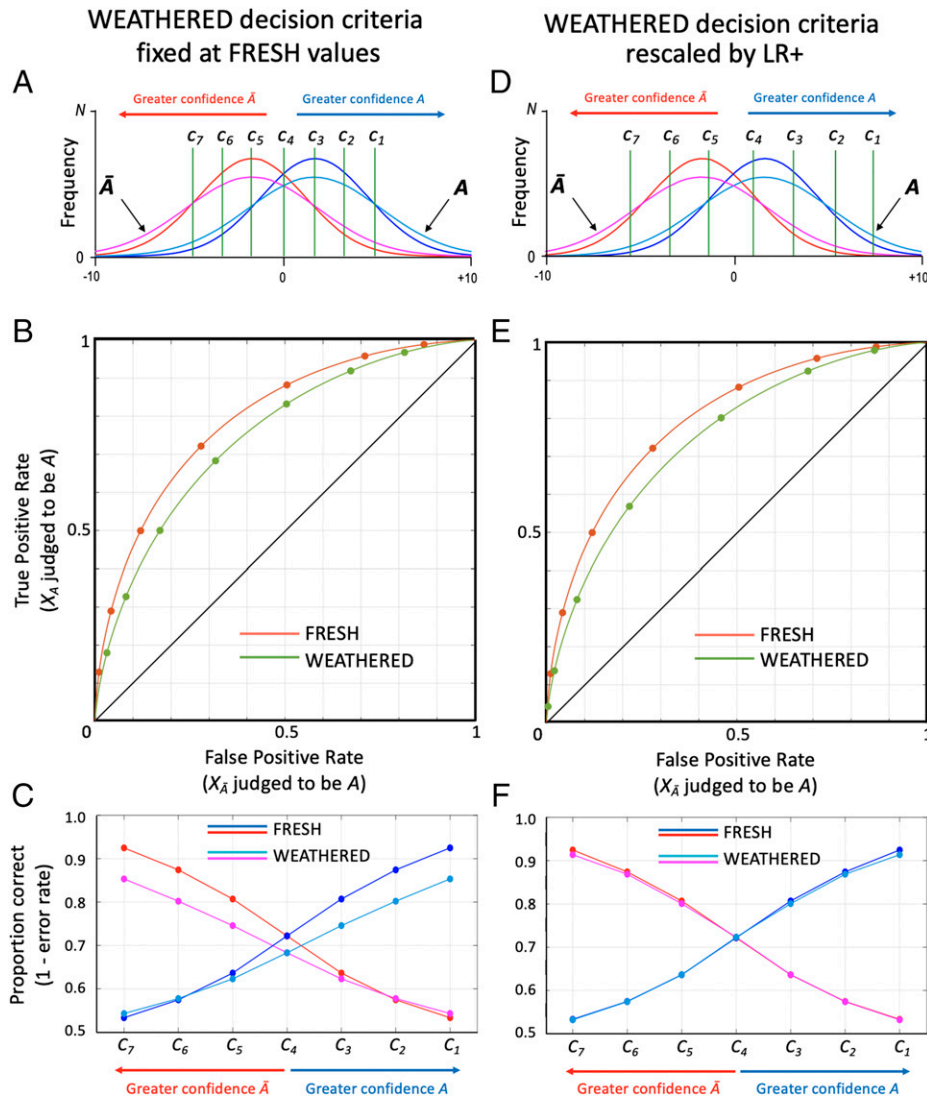 WEATHERED decision criteria
fixed at FRESH values
WEATHERED decision criteria
rescaled by LR+
A
Greater confidence Ā
Greater confidence A
N
C7 C6 C5 C4 C3 C2 C1
Ā
A
Frequency
0
-10 0 +10
D
Greater confidence Ā
Greater confidence A
N
C7 C6 C5 C4 C3 C2 C1
Ā
A
Frequency
0
-10 0 +10
B
1
0.5
True Positive Rate
(XA judged to be A)
FRESH
WEATHERED
0 0.5 1
False Positive Rate
(XĀ judged to be A)
E
1
0.5
FRESH
WEATHERED
0 0.5 1
False Positive Rate
(XĀ judged to be A)
C
1.0
0.9
0.8
0.7
0.6
0.5
Proportion correct
(1 - error rate)
FRESH
WEATHERED
C7 C6 C5 C4 C3 C2 C1
Greater confidence Ā
Greater confidence A
F
1.0
0.9
0.8
0.7
0.6
0.5
FRESH
WEATHERED
C7 C6 C5 C4 C3 C2 C1
Greater confidence Ā
Greater confidence A